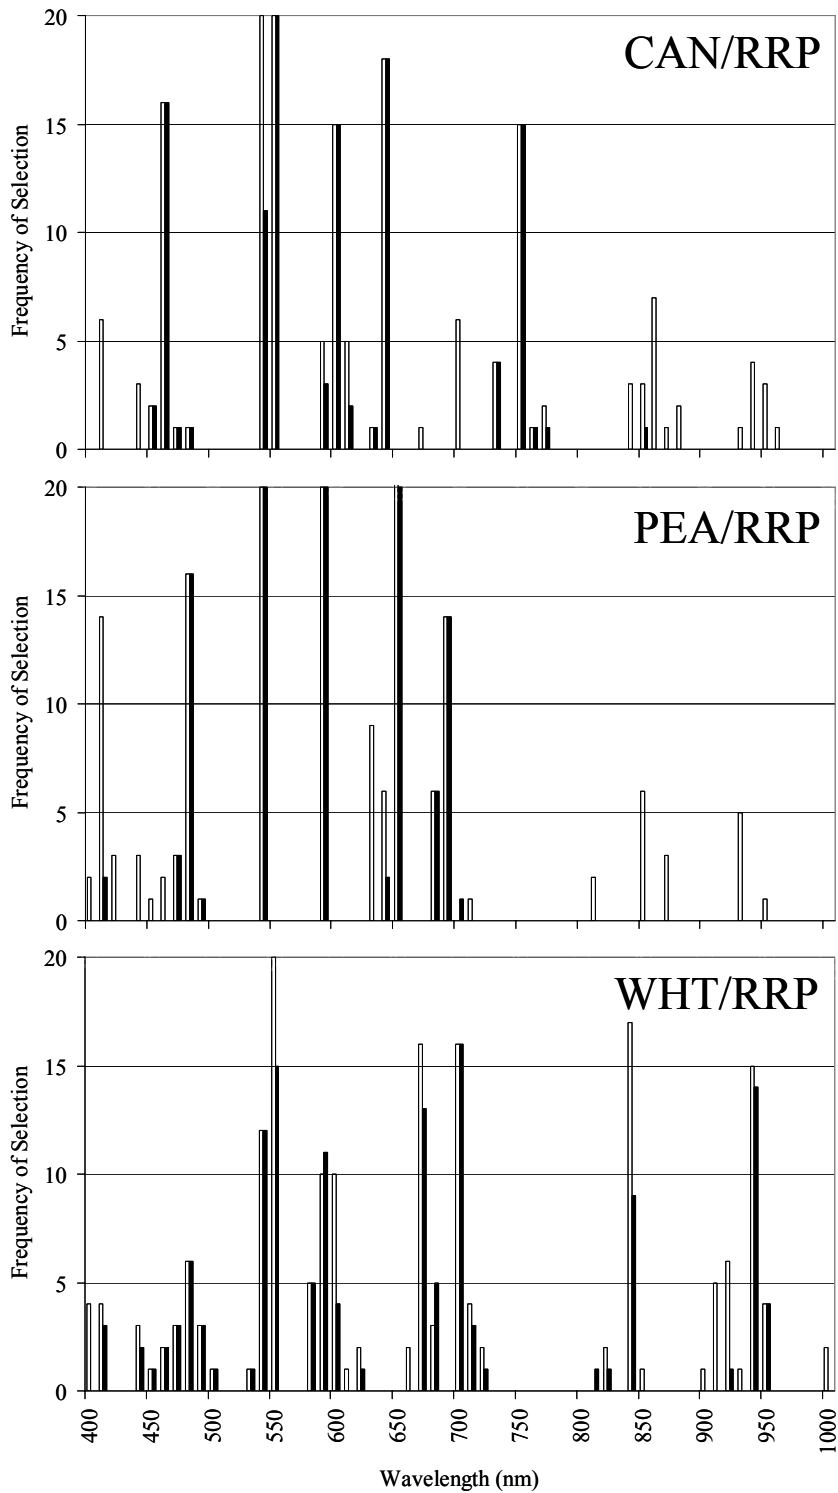 CAN/RRP
Frequency of Selection
20
15
10
5
0
PEA/RRP
Frequency of Selection
20
15
10
5
0
WHT/RRP
Frequency of Selection
20
15
10
5
0
400 450 500 550 600 650 700 750 800 850 900 950 1000
Wavelength (nm)